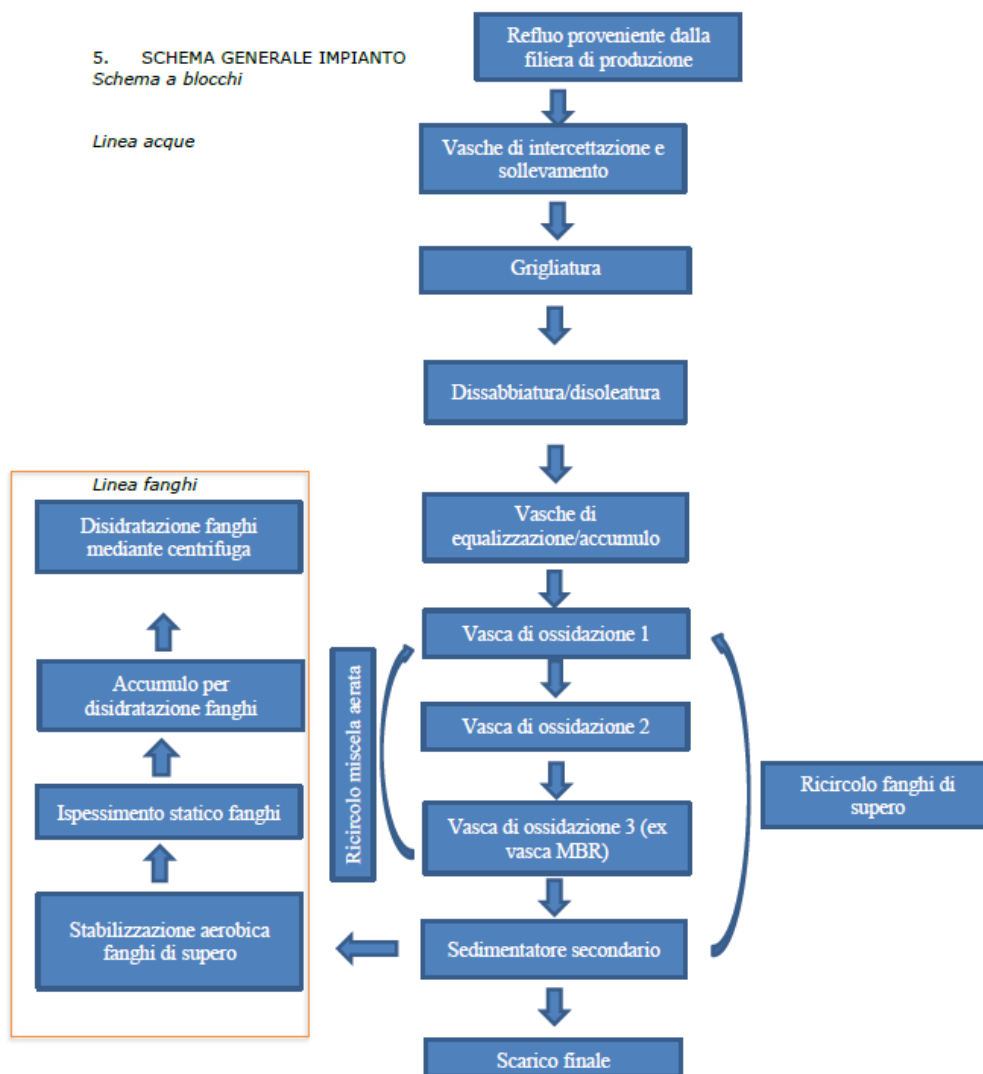 5. SCHEMA GENERALE IMPIANTO
Schema a blocchi
Linea acque
Refluo proveniente dalla
filiera di produzione
Vasche di intercettazione e
sollevamento
Grigliatura
Dissabbiatura/disoleatura
Vasche di
equalizzazione/accumulo
Vasca di ossidazione 1
Vasca di ossidazione 2
Vasca di ossidazione 3 (ex
vasca MBR)
Sedimentatore secondario
Scarico finale
Ricircolo miscela aerata
Ricircolo fanghi di
supero
Linea fanghi
Disidratazione fanghi
mediante centrifuga
Accumulo per
disidratazione fanghi
Ispessimento statico fanghi
Stabilizzazione aerobica
fanghi di supero